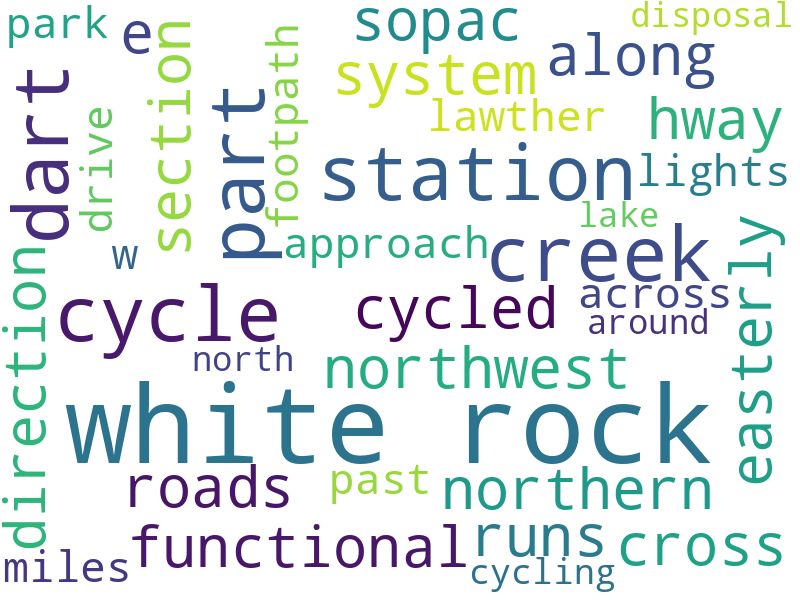 park
e
sopac
disposal
dart
drive
section
part
footpath
system
along
lawther
hway
station
lights
lake
w
approach
creek
direction
cycle
cycled
across
around
easterly
north
northwest
white rock
roads
past
northern
functional
runs
cross
miles
cycling